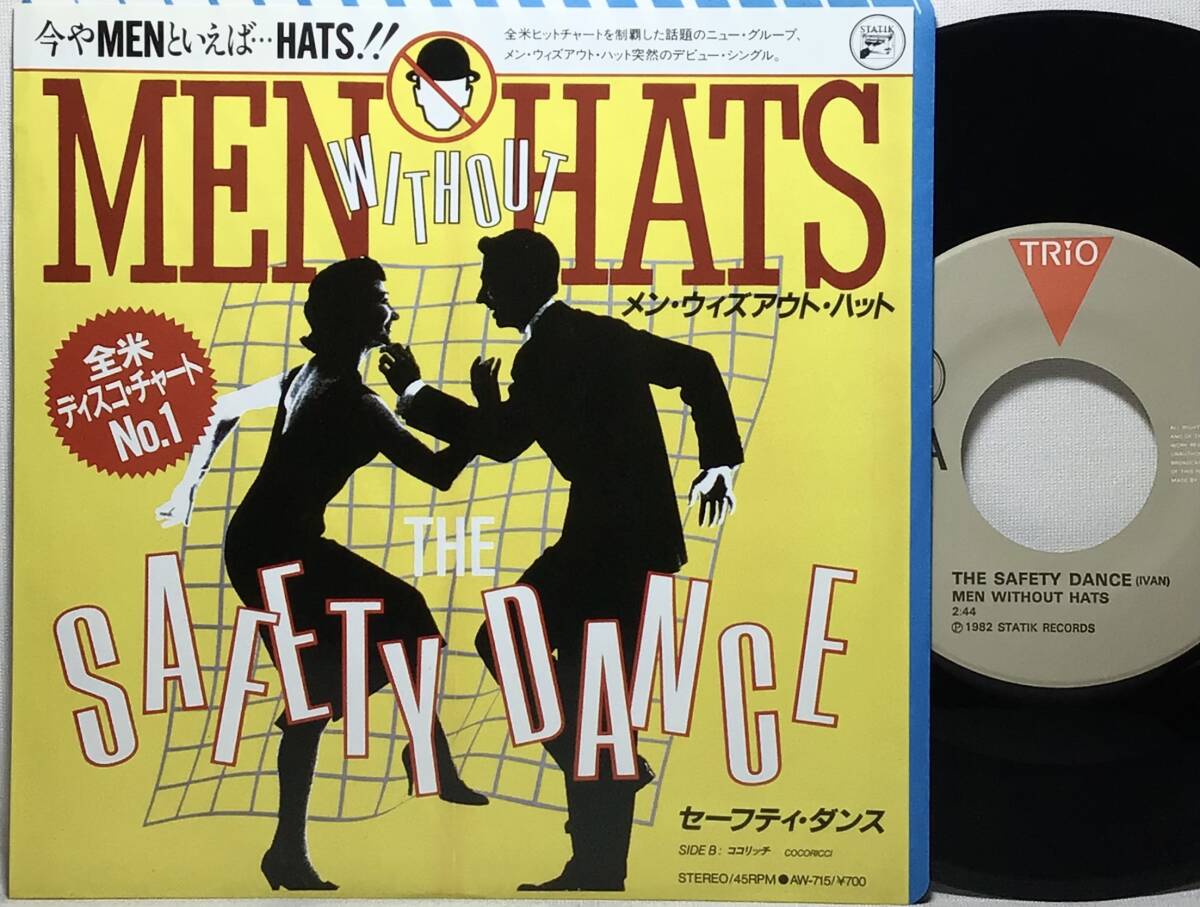 今やMENといえば…HATS!!
全米ヒットチャートを制覇した話題のニュー・グループ、
メン・ウィズアウト・ハット突然のデビュー・シングル。
STATIK
MEN WITHOUT HATS
メン・ウィズアウト・ハット
全米
ディスコ・チャート
No.1
THE
SAFETY DANCE
セーフティ・ダンス
SIDE B: ココリッチ COCORICCI
STEREO/45RPM●AW-715/¥700
TRiO
A
THE SAFETY DANCE (IVAN)
MEN WITHOUT HATS
2:44
Ⓟ1982 STATIK RECORDS